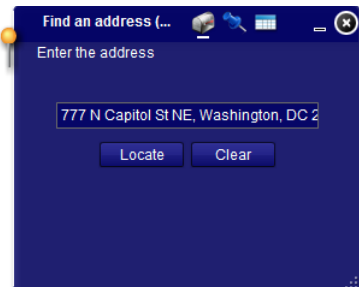 Find an address (...
Enter the address
777 N Capitol St NE, Washington, DC 2
Locate Clear